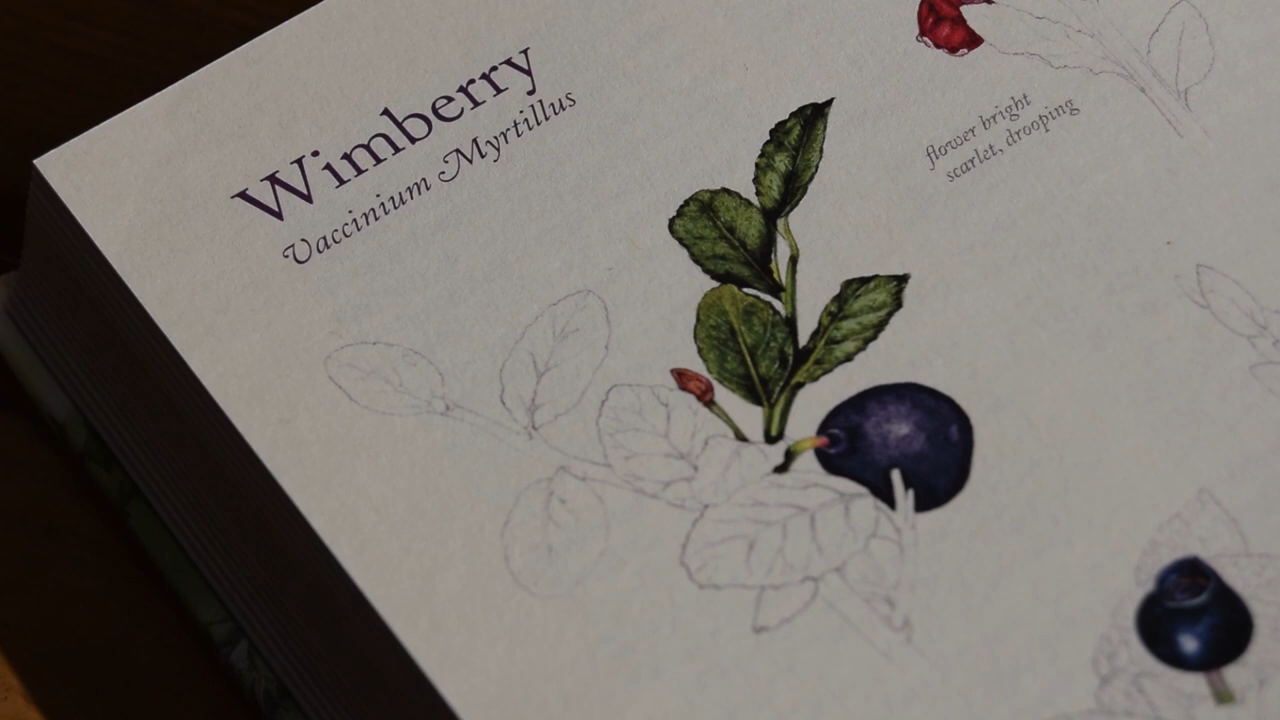 Wimberry
Vaccinium Myrtillus
flower bright
scarlet, drooping